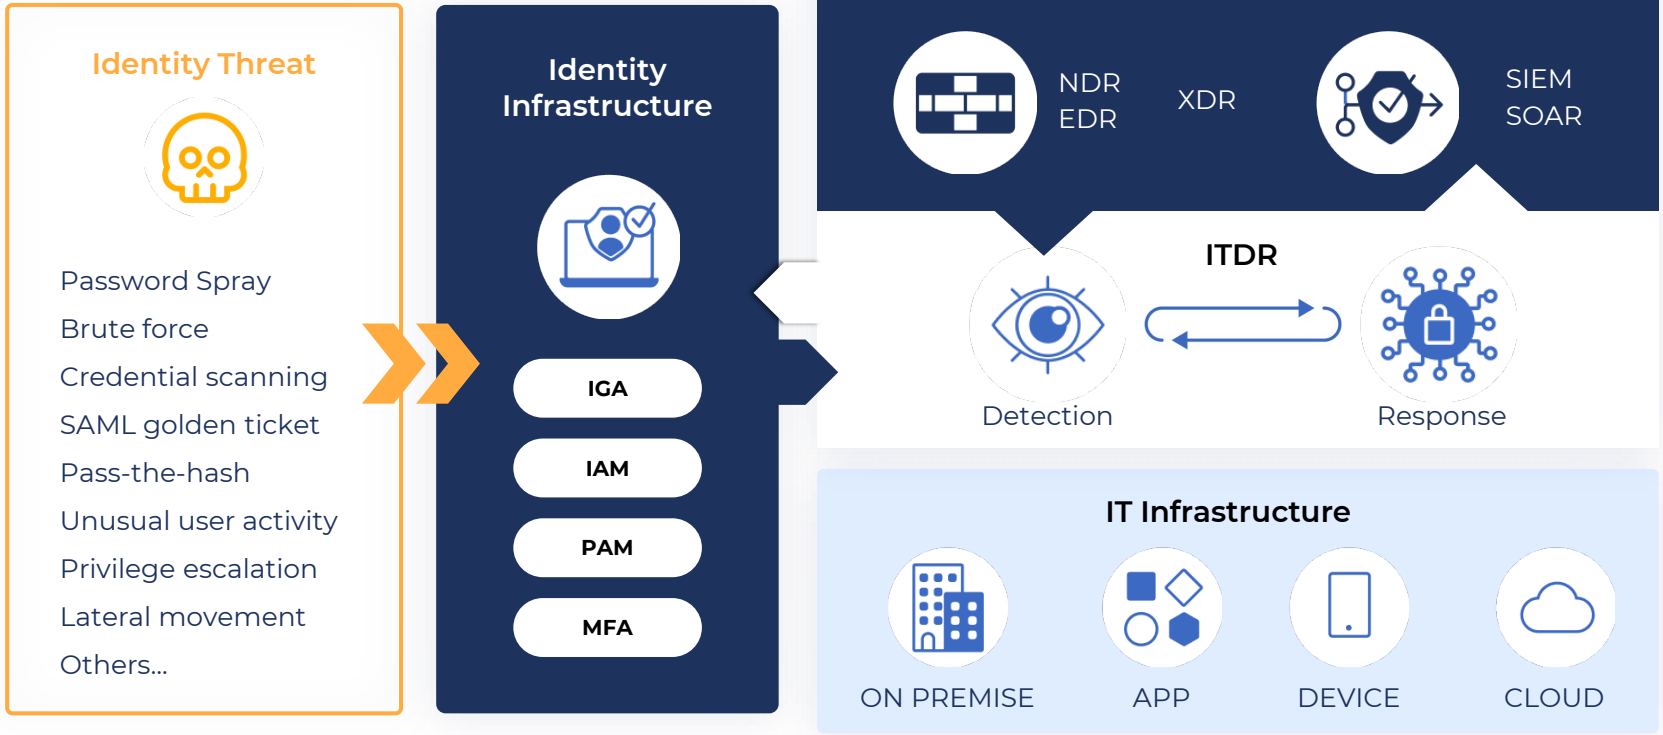 Identity Threat
Password Spray
Brute force
Credential scanning
SAML golden ticket
Pass-the-hash
Unusual user activity
Privilege escalation
Lateral movement
Others...
Identity
Infrastructure
IGA
IAM
PAM
MFA
NDR
EDR
XDR
SIEM
SOAR
ITDR
Detection
Response
IT Infrastructure
ON PREMISE
APP
DEVICE
CLOUD